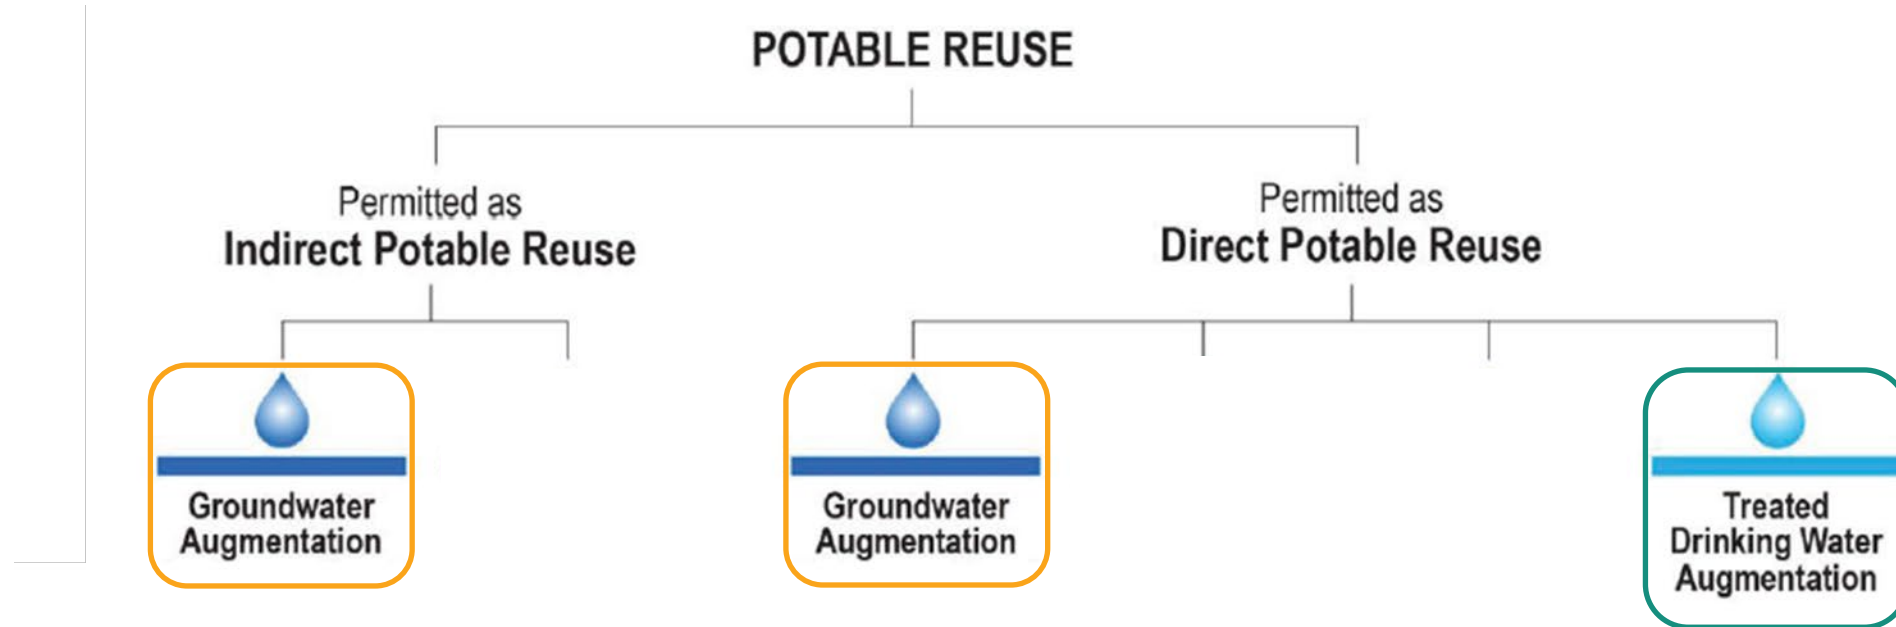 POTABLE REUSE
Permitted as
Indirect Potable Reuse
Permitted as
Direct Potable Reuse
Groundwater
Augmentation
Groundwater
Augmentation
Treated
Drinking Water
Augmentation